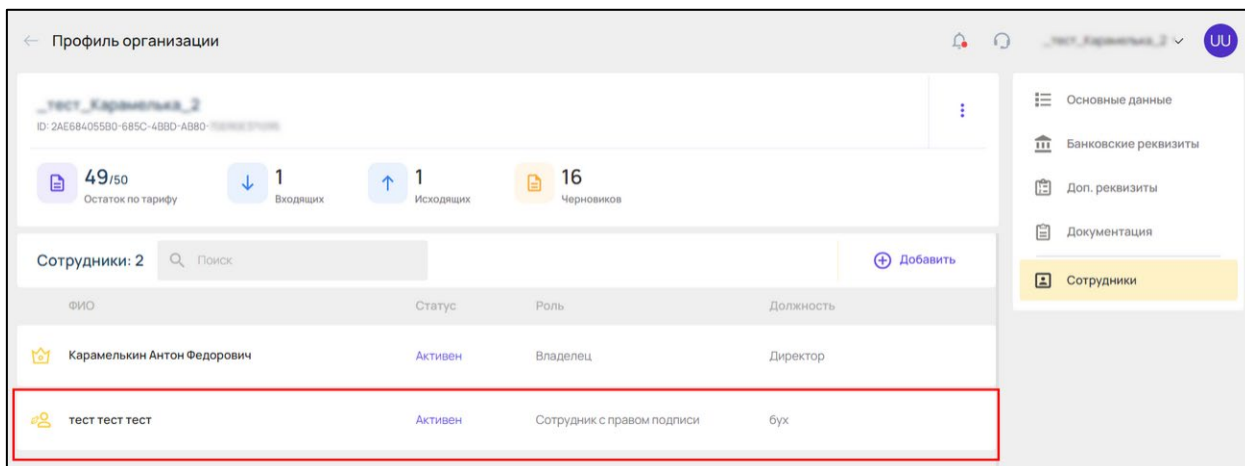 ← Профиль организации
UU
ID: 2AE684055B0-685C-4BBD-AB80-
49/50
Остаток по тарифу
1
Входящих
1
Исходящих
16
Черновиков
Сотрудники: 2
Поиск
Добавить
ФИО Статус Роль Должность
Карамелькин Антон Федорович Активен Владелец Директор
тест тест тест Активен Сотрудник с правом подписи бух
Основные данные
Банковские реквизиты
Доп. реквизиты
Документация
Сотрудники